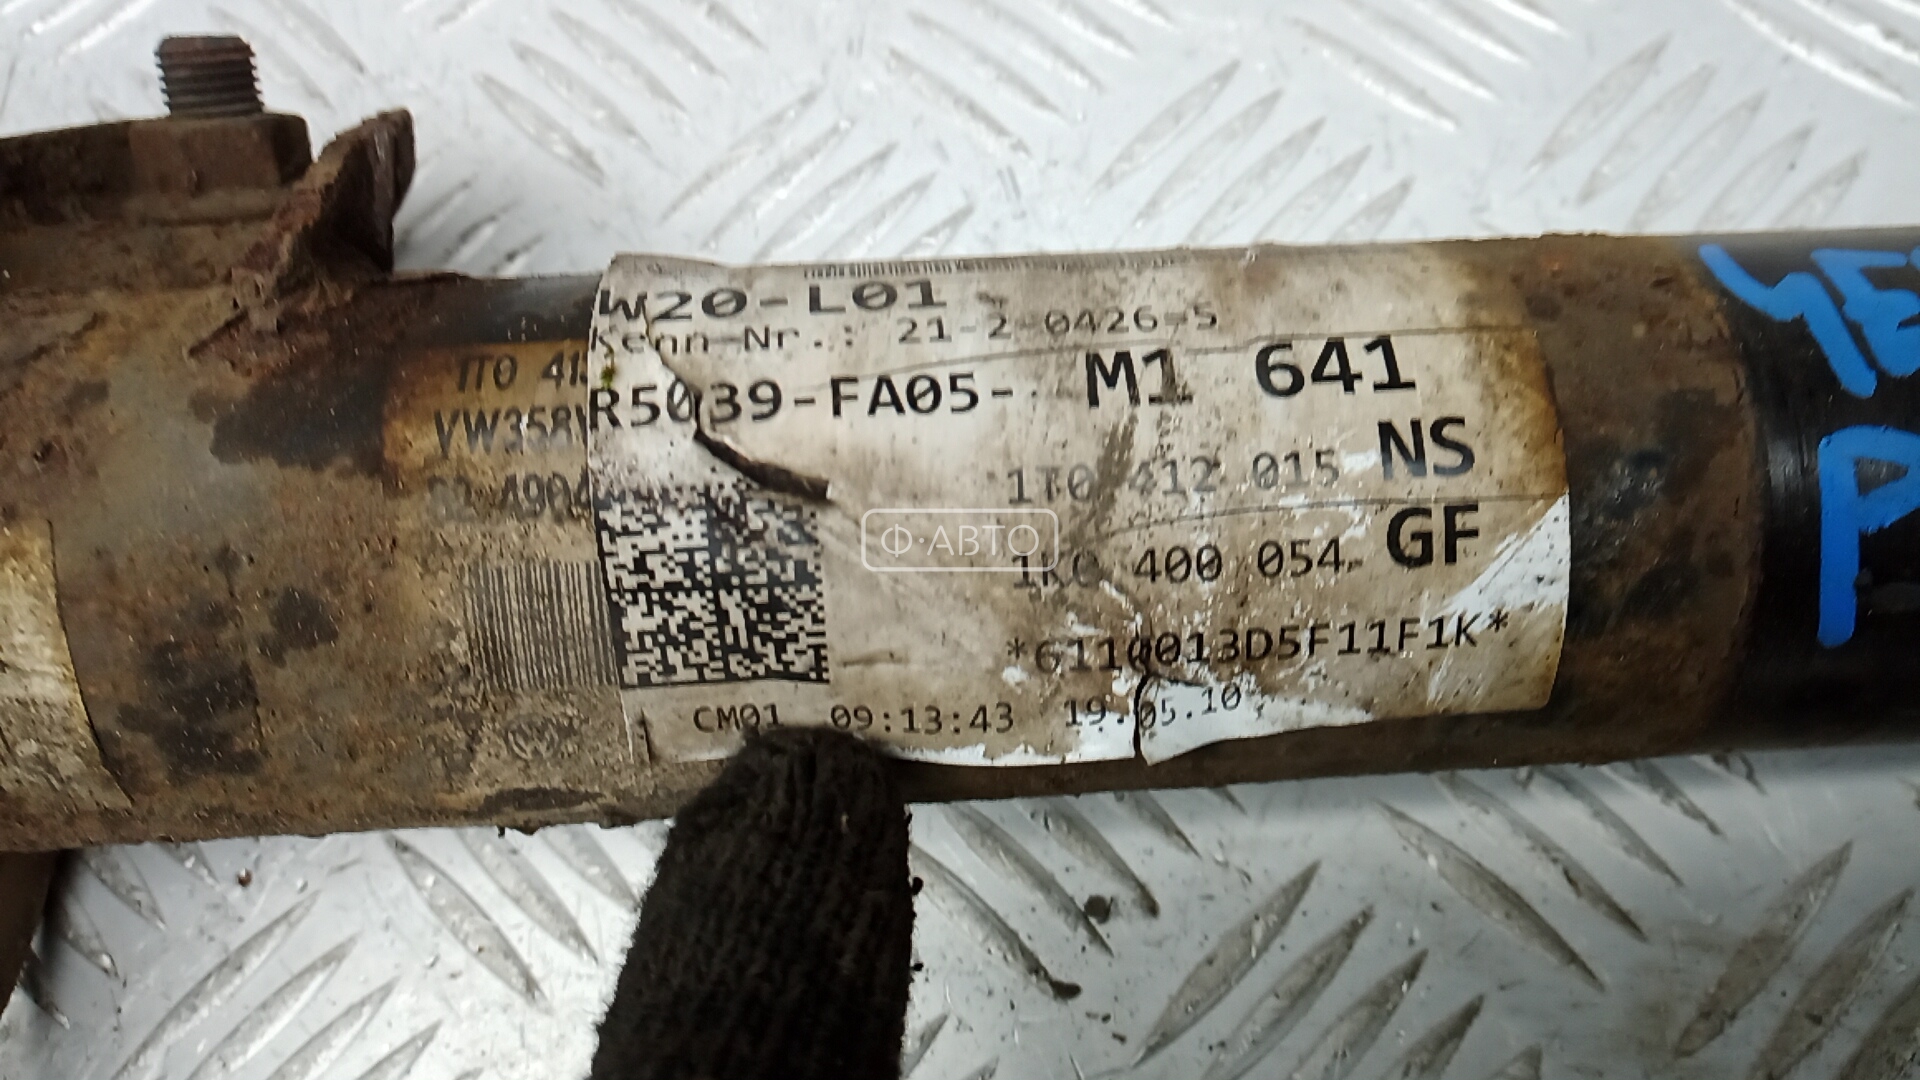 W20-L01
Kenn-Nr.: 21-2-0426-5
R5039-FA05- M1 641
1T0 412 015 NS
1K0 400 054 GF
*6110013D5F11F1K*
CM01 09:13:43 19.05.10
1T0 41
VW358
Ф·АВТО